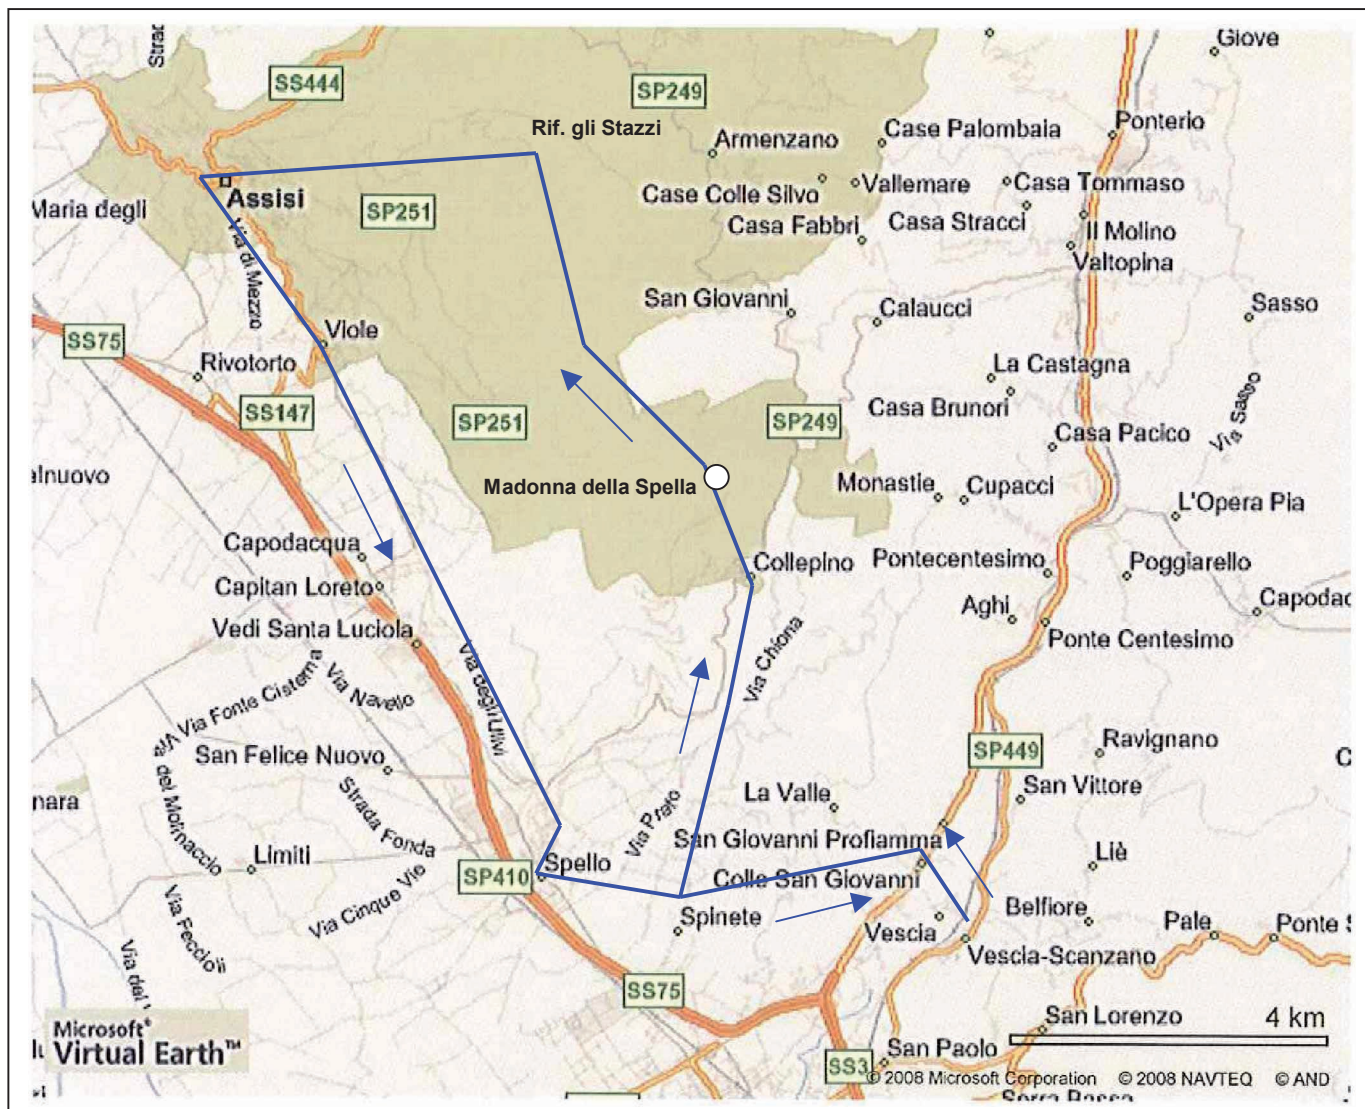 Giove
SS444
SP249
Rif. gli Stazzi
Armenzano
Case Palombaia
Ponterio
Case Colle Silvo
Vallemare
Casa Tommaso
Assisi
Maria degli
SP251
Casa Fabbri
Casa Stracci
Il Molino
Valtopina
Via di Mezzo
San Giovanni
Calaucci
Sasso
SS75
Viole
Rivotorto
La Castagna
SS147
SP251
SP249
Casa Brunori
Casa Pacico
Via Sasso
alnuovo
Madonna della Spella
Monastie
Cupacci
L'Opera Pia
Capodacqua
Collepino
Pontecentesimo
Poggiarello
Capitan Loreto
Aghi
Capodac
Vedi Santa Luciola
Ponte Centesimo
Via Fonte Cisterna
Via Navello
Via degli Ulivi
Via Chiona
San Felice Nuovo
SP449
Ravignano
nara
del Molinaccio
Strada Fonda
Via Prato
La Valle
San Vittore
San Giovanni Profiamma
Limiti
SP410
Spello
Colle San Giovanni
Liè
Via Cinque Vie
Spinete
Vescia
Belfiore
Pale
Ponte S
Via Feccioli
Via del
Vescia-Scanzano
SS75
Microsoft®
Virtual Earth™
San Lorenzo
4 km
SS3
San Paolo
© 2008 Microsoft Corporation © 2008 NAVTEQ © AND